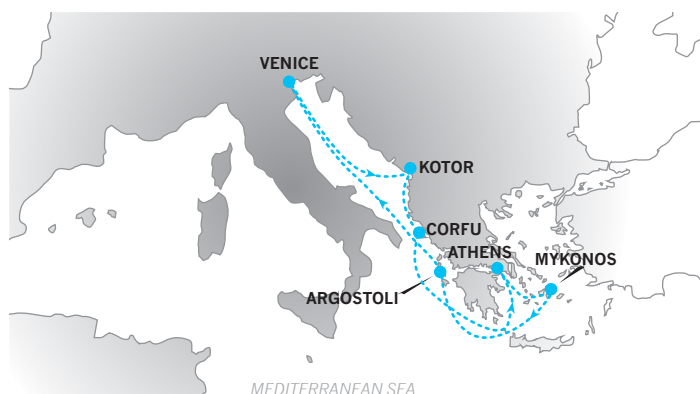 VENICE
KOTOR
CORFU
ATHENS
MYKONOS
ARGOSTOLI
MEDITERRANEAN SEA